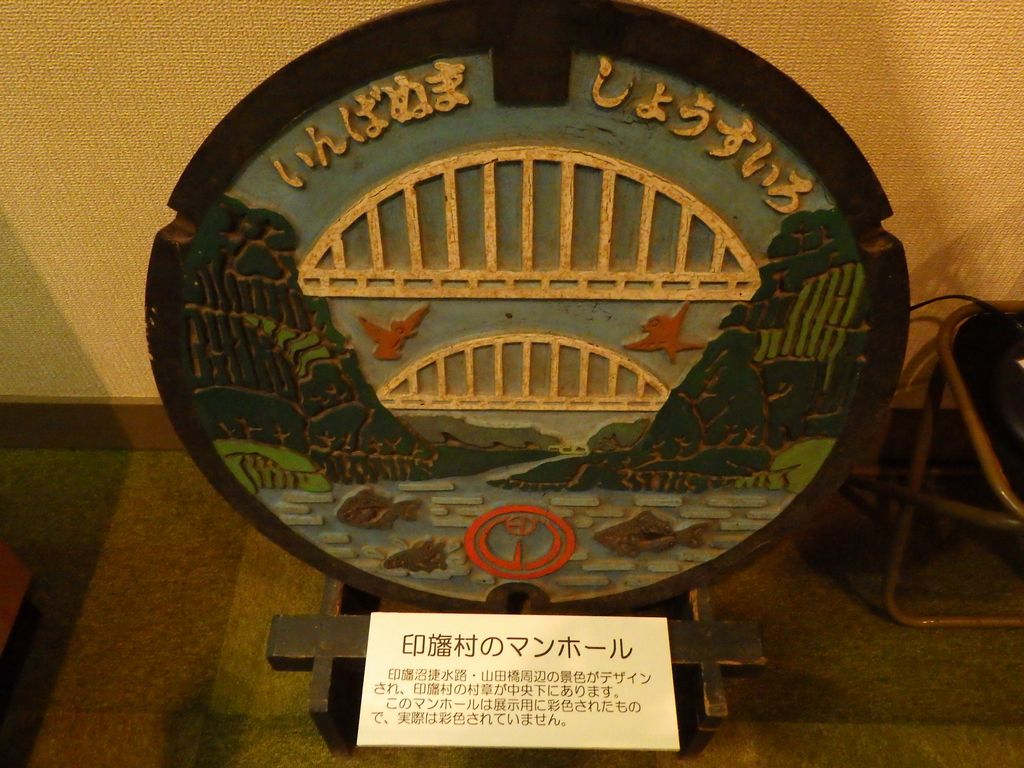 いんばぬま
しょうすいろ
印
印旛村のマンホール
印旛沼捷水路・山田橋周辺の景色がデザイン
され、印旛村の村章が中央下にあります。
このマンホールは展示用に彩色されたもの
で、実際は彩色されていません。